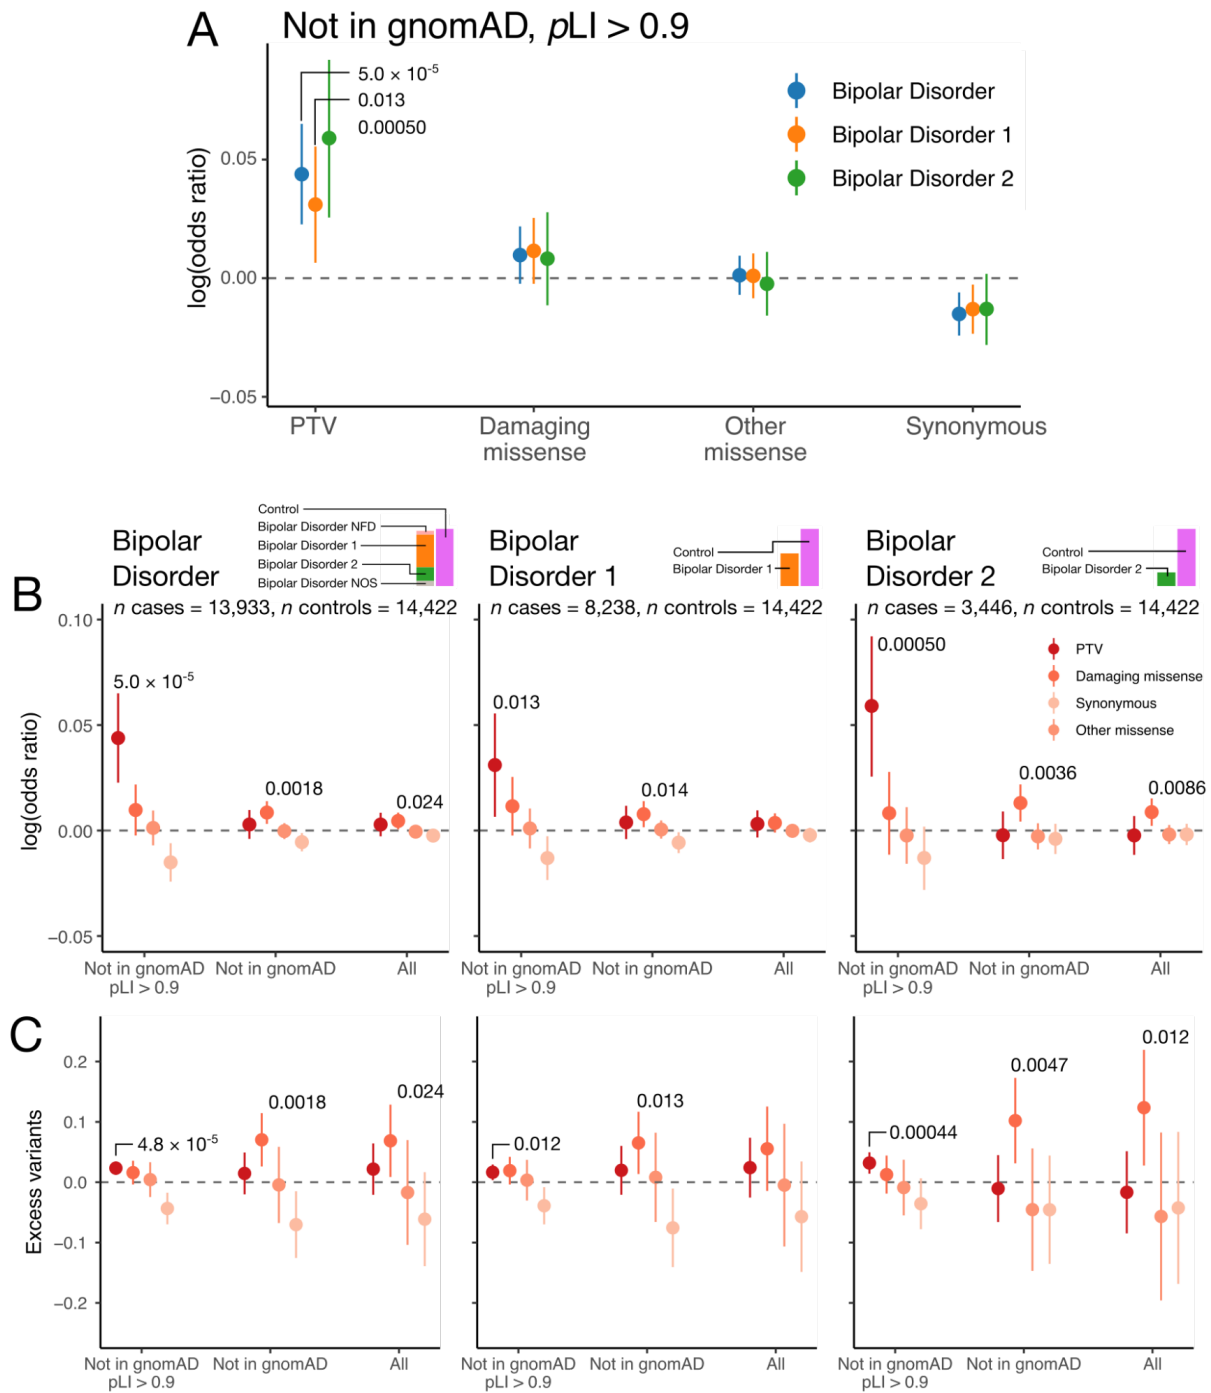 A
Not in gnomAD, pLI > 0.9
5.0 × 10⁻⁵
0.013
0.00050
Bipolar Disorder
Bipolar Disorder 1
Bipolar Disorder 2
log(odds ratio)
0.05
0.00
−0.05
PTV
Damaging
missense
Other
missense
Synonymous
B
Bipolar
Disorder
Control
Bipolar Disorder NFD
Bipolar Disorder 1
Bipolar Disorder 2
Bipolar Disorder NOS
n cases = 13,933, n controls = 14,422
Bipolar
Disorder 1
Control
Bipolar Disorder 1
n cases = 8,238, n controls = 14,422
Bipolar
Disorder 2
Control
Bipolar Disorder 2
n cases = 3,446, n controls = 14,422
log(odds ratio)
0.10
0.05
0.00
−0.05
5.0 × 10⁻⁵
0.0018
0.024
0.013
0.014
0.00050
0.0036
0.0086
PTV
Damaging missense
Synonymous
Other missense
Not in gnomAD
pLI > 0.9
Not in gnomAD
All
Not in gnomAD
pLI > 0.9
Not in gnomAD
All
Not in gnomAD
pLI > 0.9
Not in gnomAD
All
C
Excess variants
0.2
0.1
0.0
−0.1
−0.2
4.8 × 10⁻⁵
0.0018
0.024
0.012
0.013
0.00044
0.0047
0.012
Not in gnomAD
pLI > 0.9
Not in gnomAD
All
Not in gnomAD
pLI > 0.9
Not in gnomAD
All
Not in gnomAD
pLI > 0.9
Not in gnomAD
All